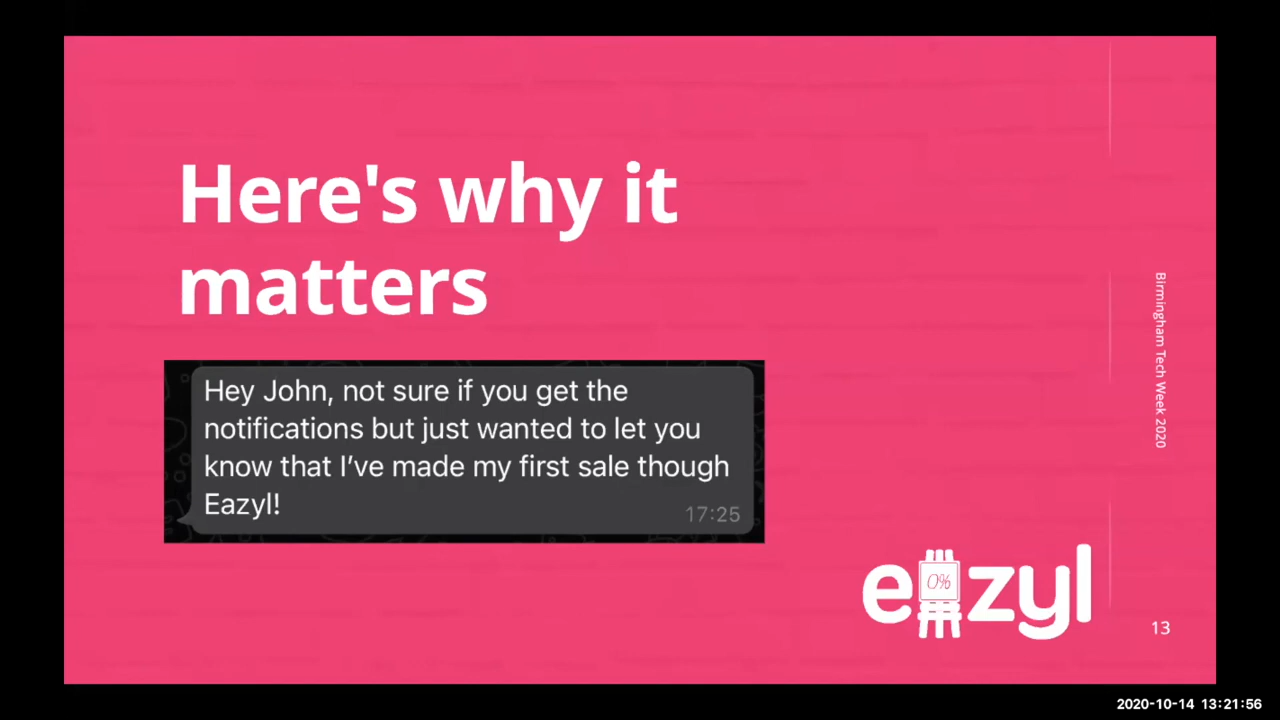 Here's why it
matters
Hey John, not sure if you get the
notifications but just wanted to let you
know that I've made my first sale though
Eazyl!
17:25
Birmingham Tech Week 2020
eazyl
0%
13
2020-10-14 13:21:56